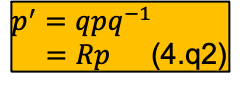 p′ = qpq⁻¹
= Rp (4.q2)